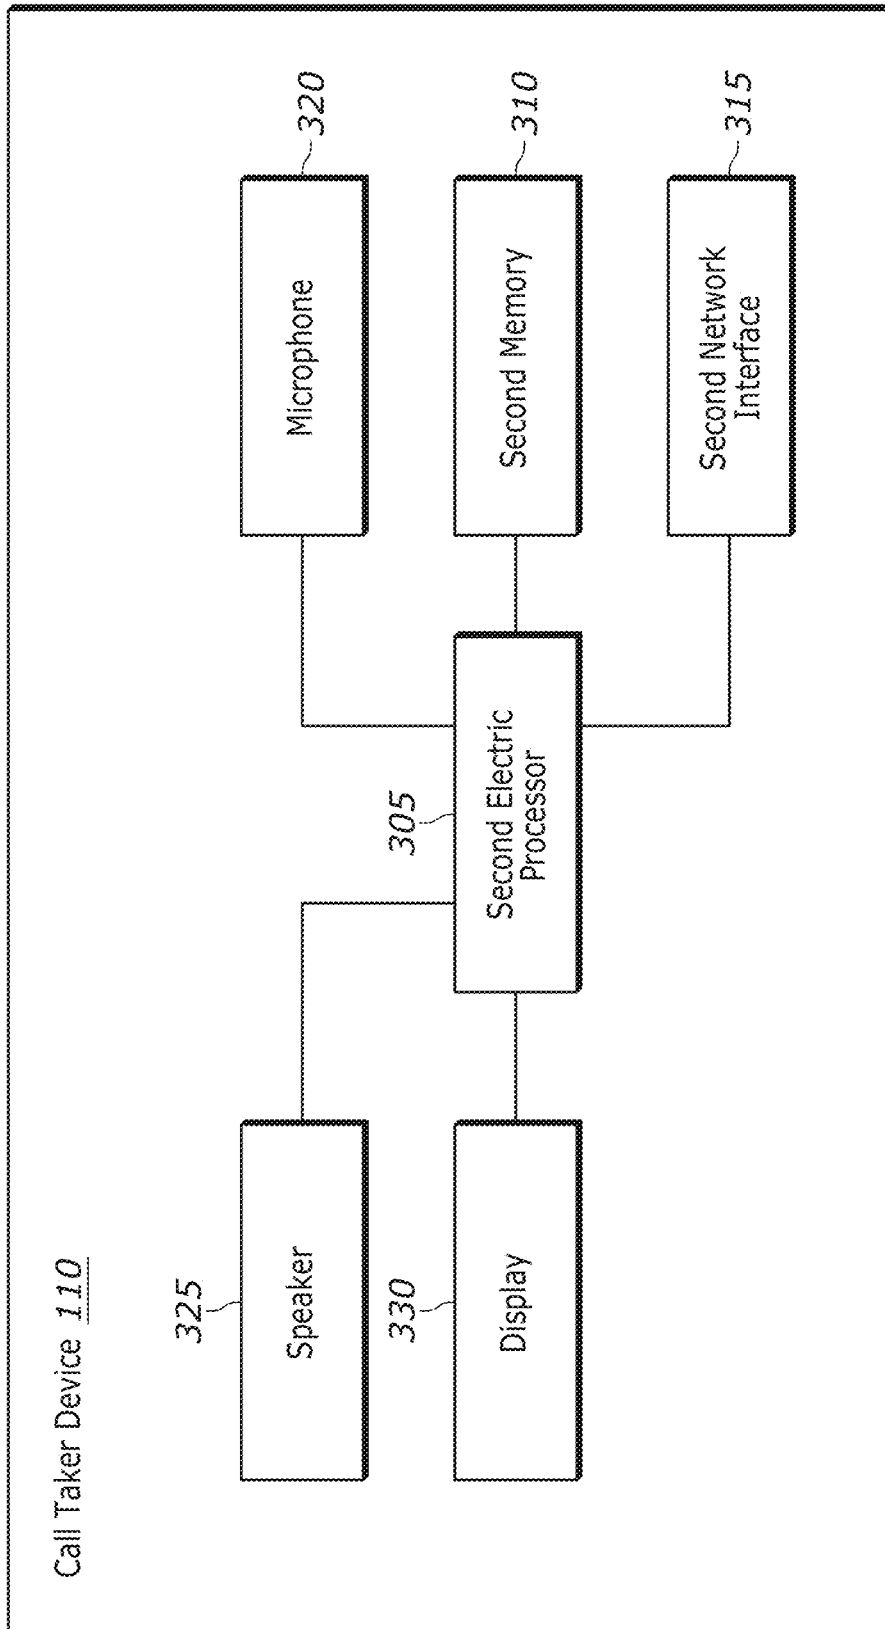 Call Taker Device 110
325
Speaker
330
Display
305
Second Electric
Processor
320
Microphone
310
Second Memory
315
Second Network
Interface